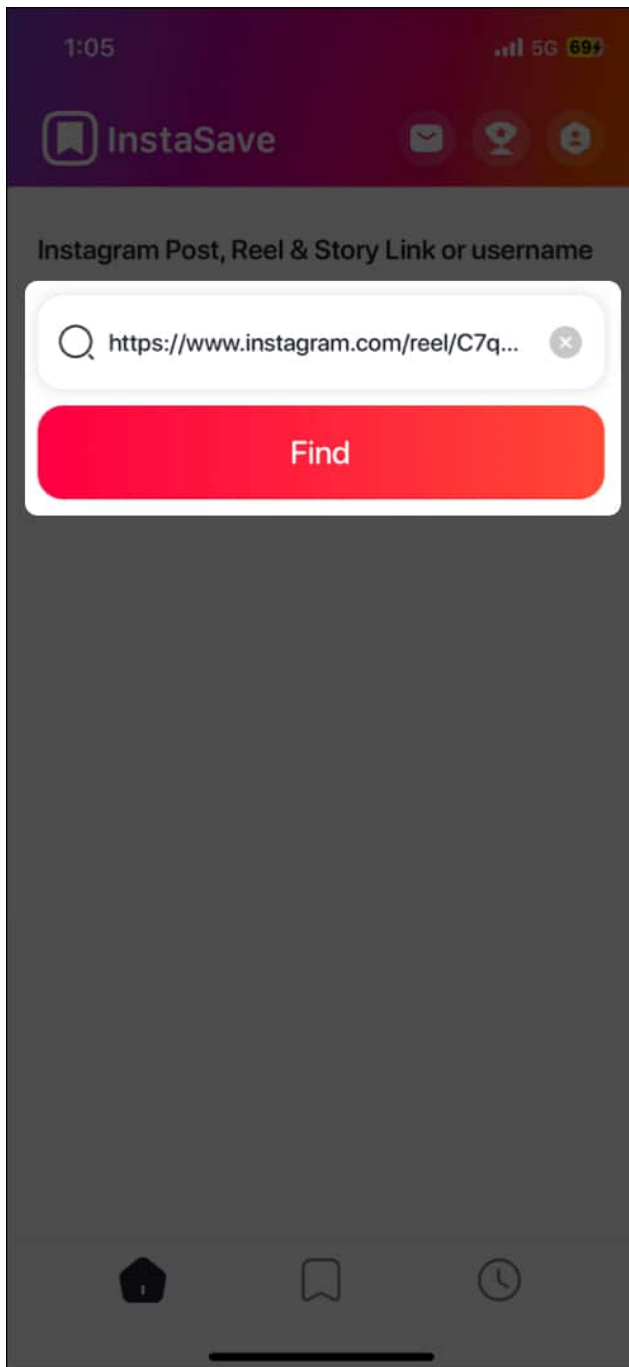 1:05
5G 69
InstaSave
Instagram Post, Reel & Story Link or username
https://www.instagram.com/reel/C7q...
Find